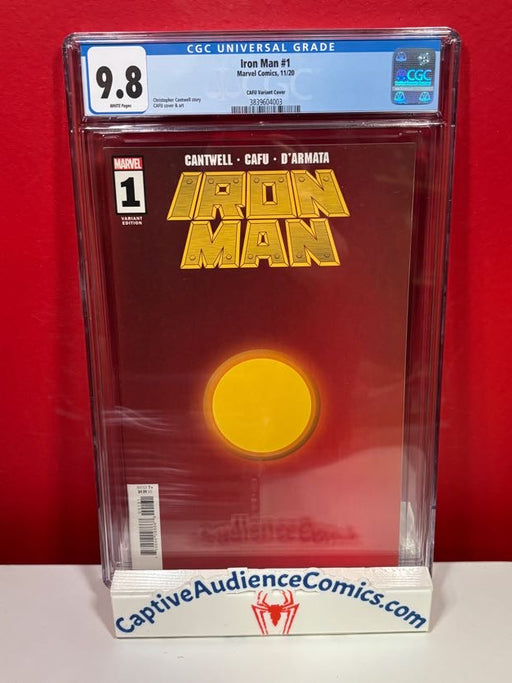 CGC UNIVERSAL GRADE
9.8
WHITE Pages
Iron Man #1
Marvel Comics, 11/20
CAFU Variant Cover
Christopher Cantwell story
CAFU cover & art
3839604003
CGC
MARVEL
1
VARIANT
EDITION
CANTWELL · CAFU · D'ARMATA
IRON
MAN
CaptiveAudienceComics.com